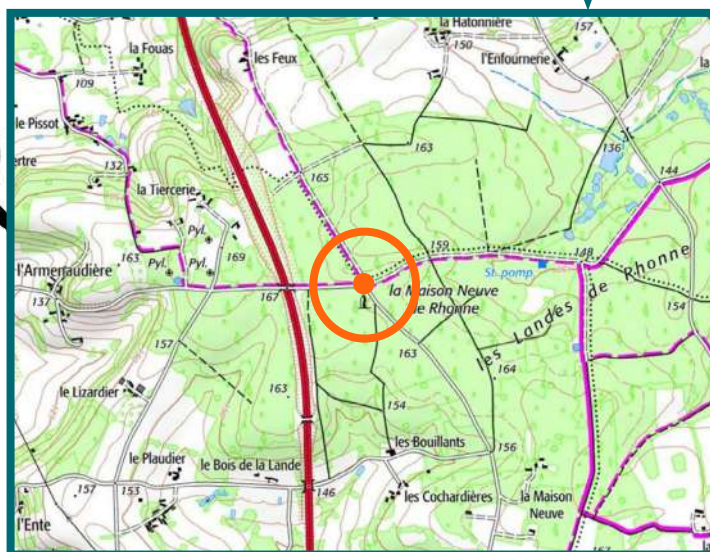 la Hatonnière
157
la Fouas
les Feux
150
l'Enfournerie
la
109
le Pissot
ertre
163
136
132
165
144
la Tiercerie
Pyl.
163
Pyl.
Pyl.
169
159
148
l'Armenaudière
St. pomp.
137
167
la Maison Neuve
de Rhonne
les Landes de Rhonne
154
157
163
163
164
le Lizardier
154
le Plaudier
le Bois de la Lande
les Bouillants
156
157
153
146
les Cochardières
la Maison
Neuve
l'Ente
la